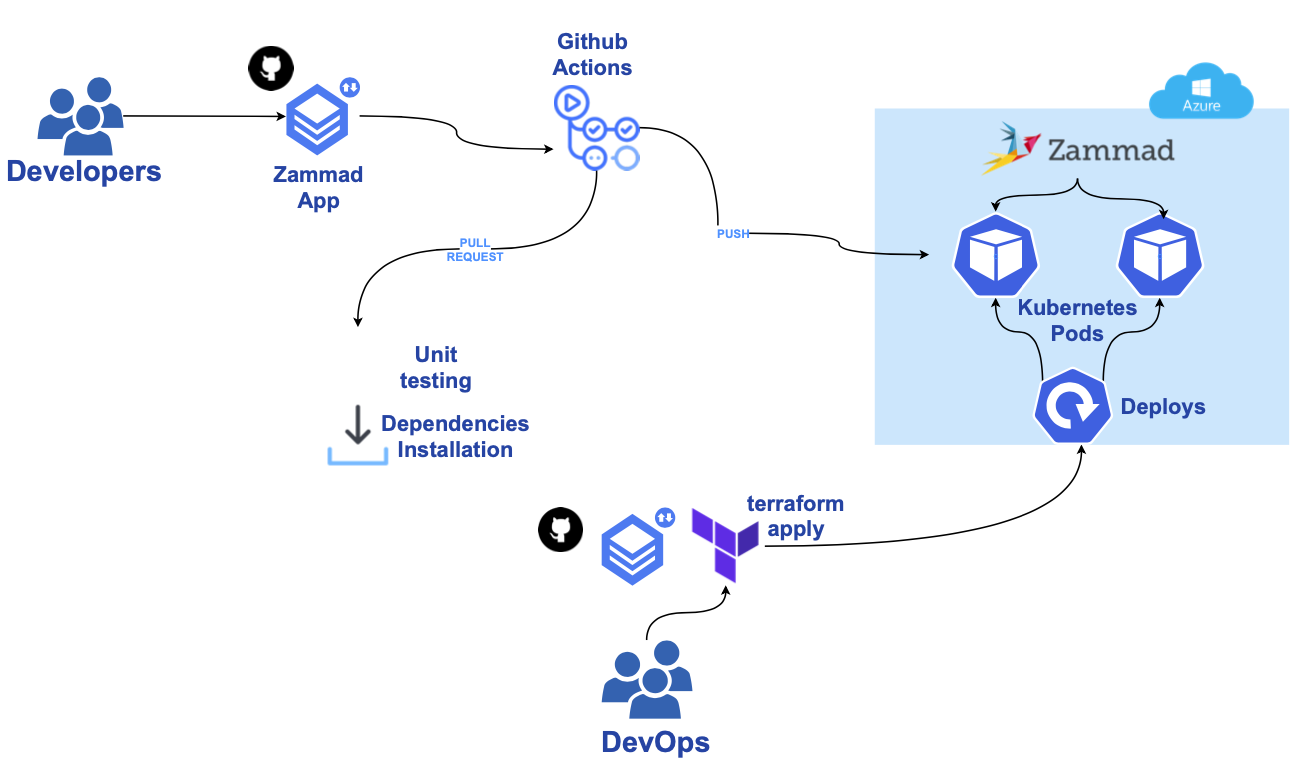 Github
Actions
Azure
Zammad
Developers
Zammad
App
PULL
REQUEST
PUSH
Kubernetes
Pods
Unit
testing
Dependencies
Installation
Deploys
terraform
apply
DevOps